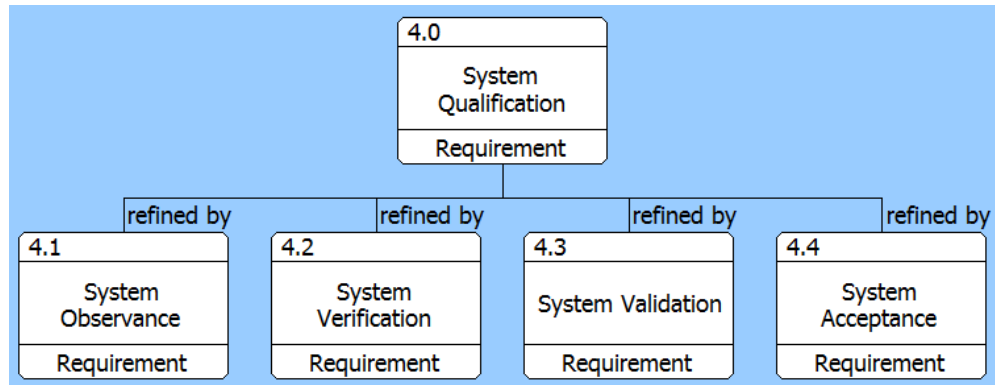 4.0
System
Qualification
Requirement
refined by
refined by
refined by
refined by
4.1
System
Observance
Requirement
4.2
System
Verification
Requirement
4.3
System Validation
Requirement
4.4
System
Acceptance
Requirement